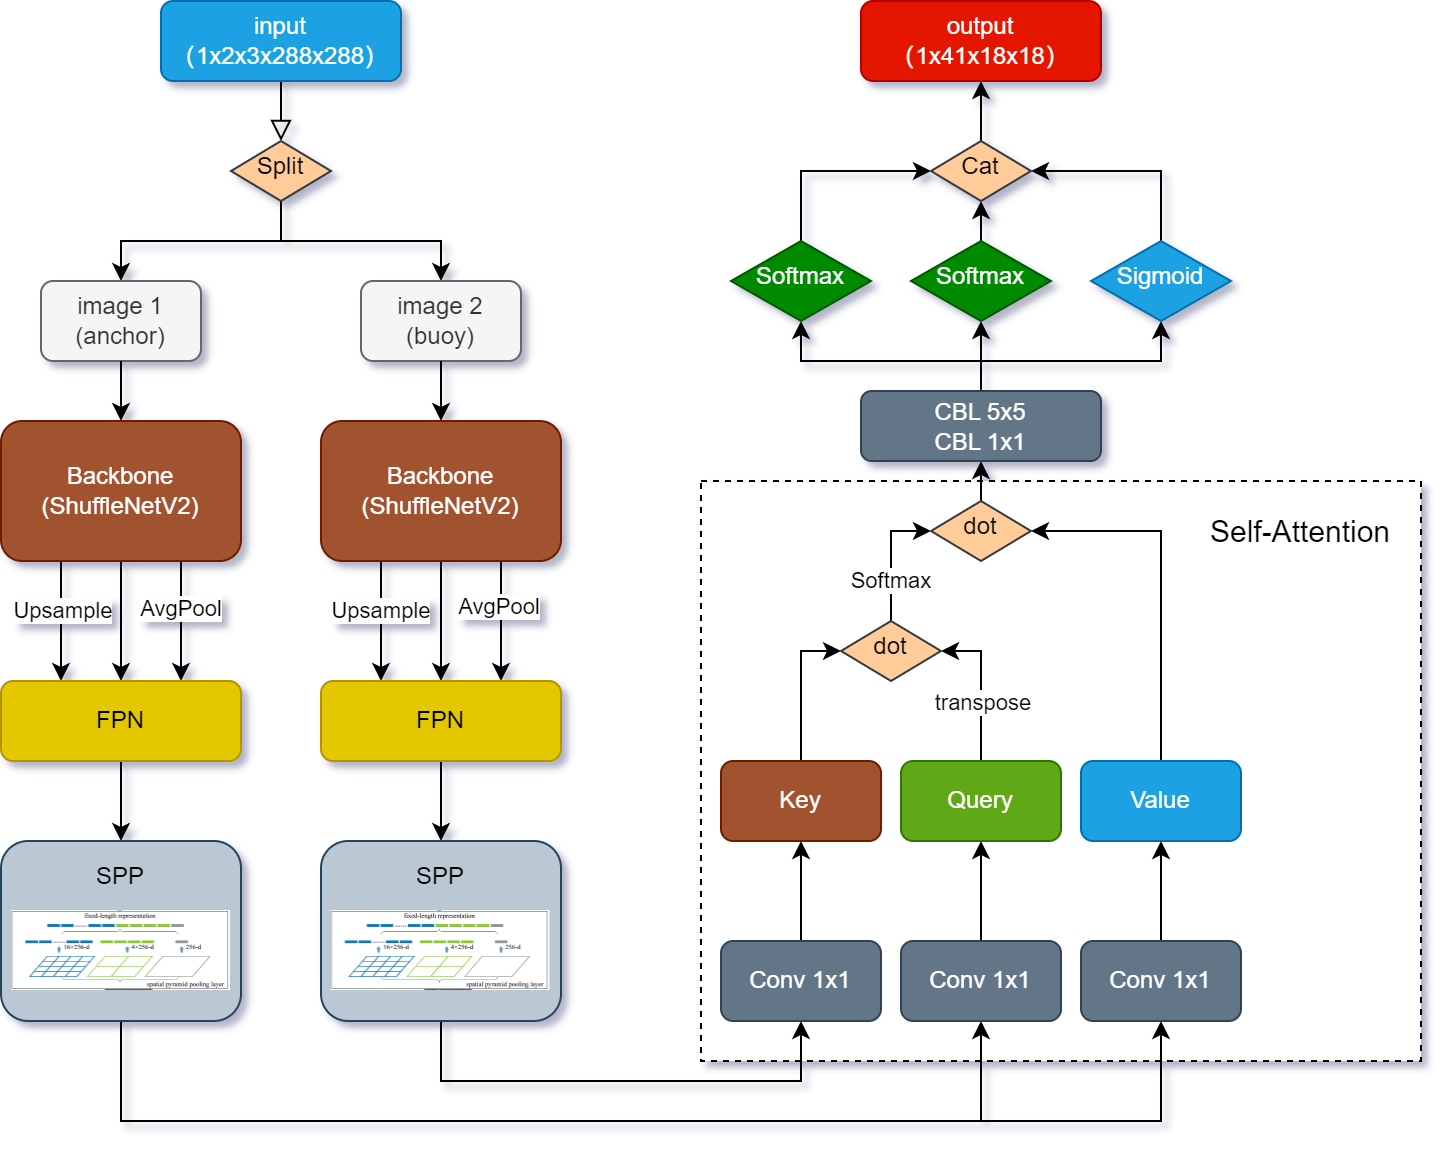 input
(1x2x3x288x288)
Split
image 1
(anchor)
image 2
(buoy)
Backbone
(ShuffleNetV2)
Backbone
(ShuffleNetV2)
Upsample
AvgPool
Upsample
AvgPool
FPN
FPN
SPP
fixed-length representation
16×256-d
4×256-d
256-d
spatial pyramid pooling layer
SPP
fixed-length representation
16×256-d
4×256-d
256-d
spatial pyramid pooling layer
output
(1x41x18x18)
Cat
Softmax
Softmax
Sigmoid
CBL 5x5
CBL 1x1
dot
Self-Attention
Softmax
dot
transpose
Key
Query
Value
Conv 1x1
Conv 1x1
Conv 1x1